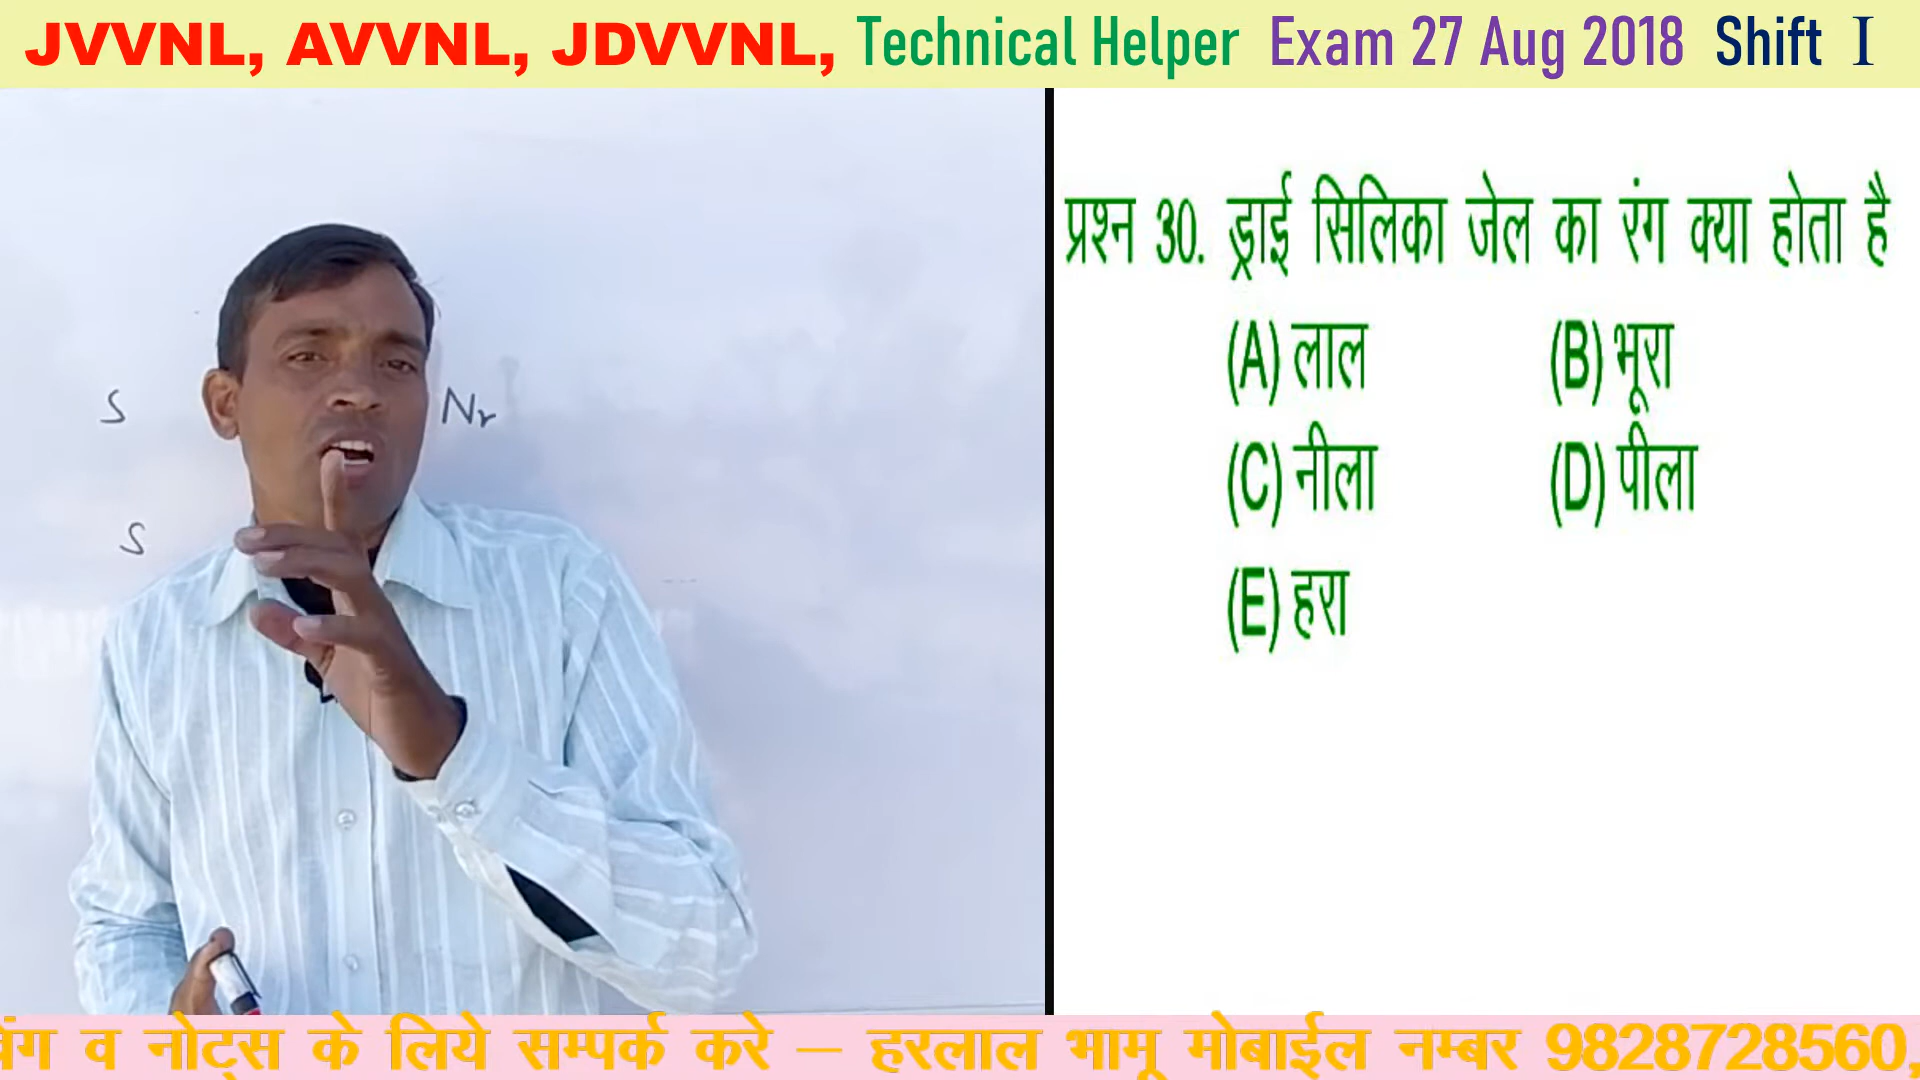 JVVNL, AVVNL, JDVVNL, Technical Helper Exam 27 Aug 2018 Shift I
S
Nr
S
प्रश्न 30. ड्राई सिलिका जेल का रंग क्या होता है
(A) लाल (B) भूरा
(C) नीला (D) पीला
(E) हरा
व नोट्स के लिये सम्पर्क करे – हरलाल भामू मोबाईल नम्बर 9828728560,